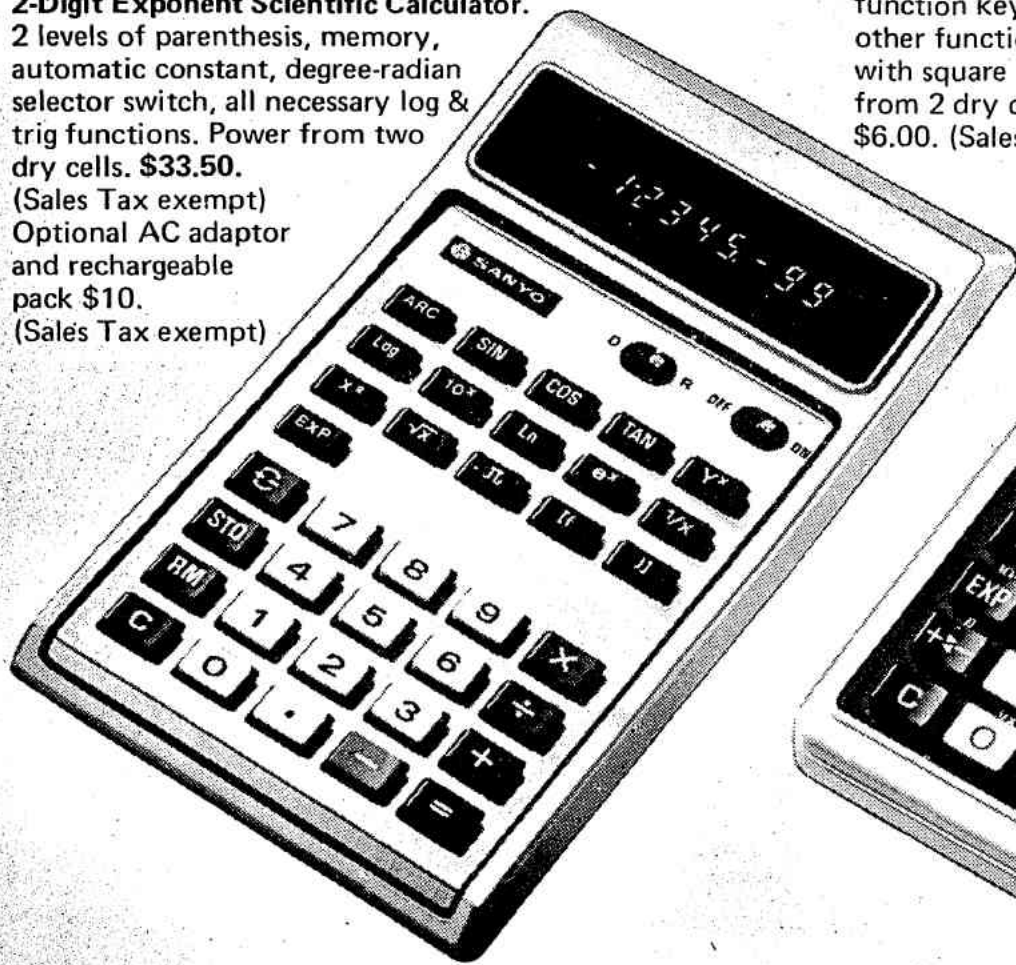 2-Digit Exponent Scientific Calculator.
2 levels of parenthesis, memory,
automatic constant, degree-radian
selector switch, all necessary log &
trig functions. Power from two
dry cells. $33.50.
(Sales Tax exempt)
Optional AC adaptor
and rechargeable
pack $10.
(Sales Tax exempt)
function key
other functi
with square
from 2 dry
$6.00. (Sales
- 1.2345.-99
SANYO
D R OFF ON
ARC SIN COS TAN Yˣ
Log 10ˣ Ln eˣ 1/x
√x π [(
EXP )]
7 8 9 X
STO 4 5 6 ÷
RM 1 2 3 +
C 0 . − =
EXP
C
0